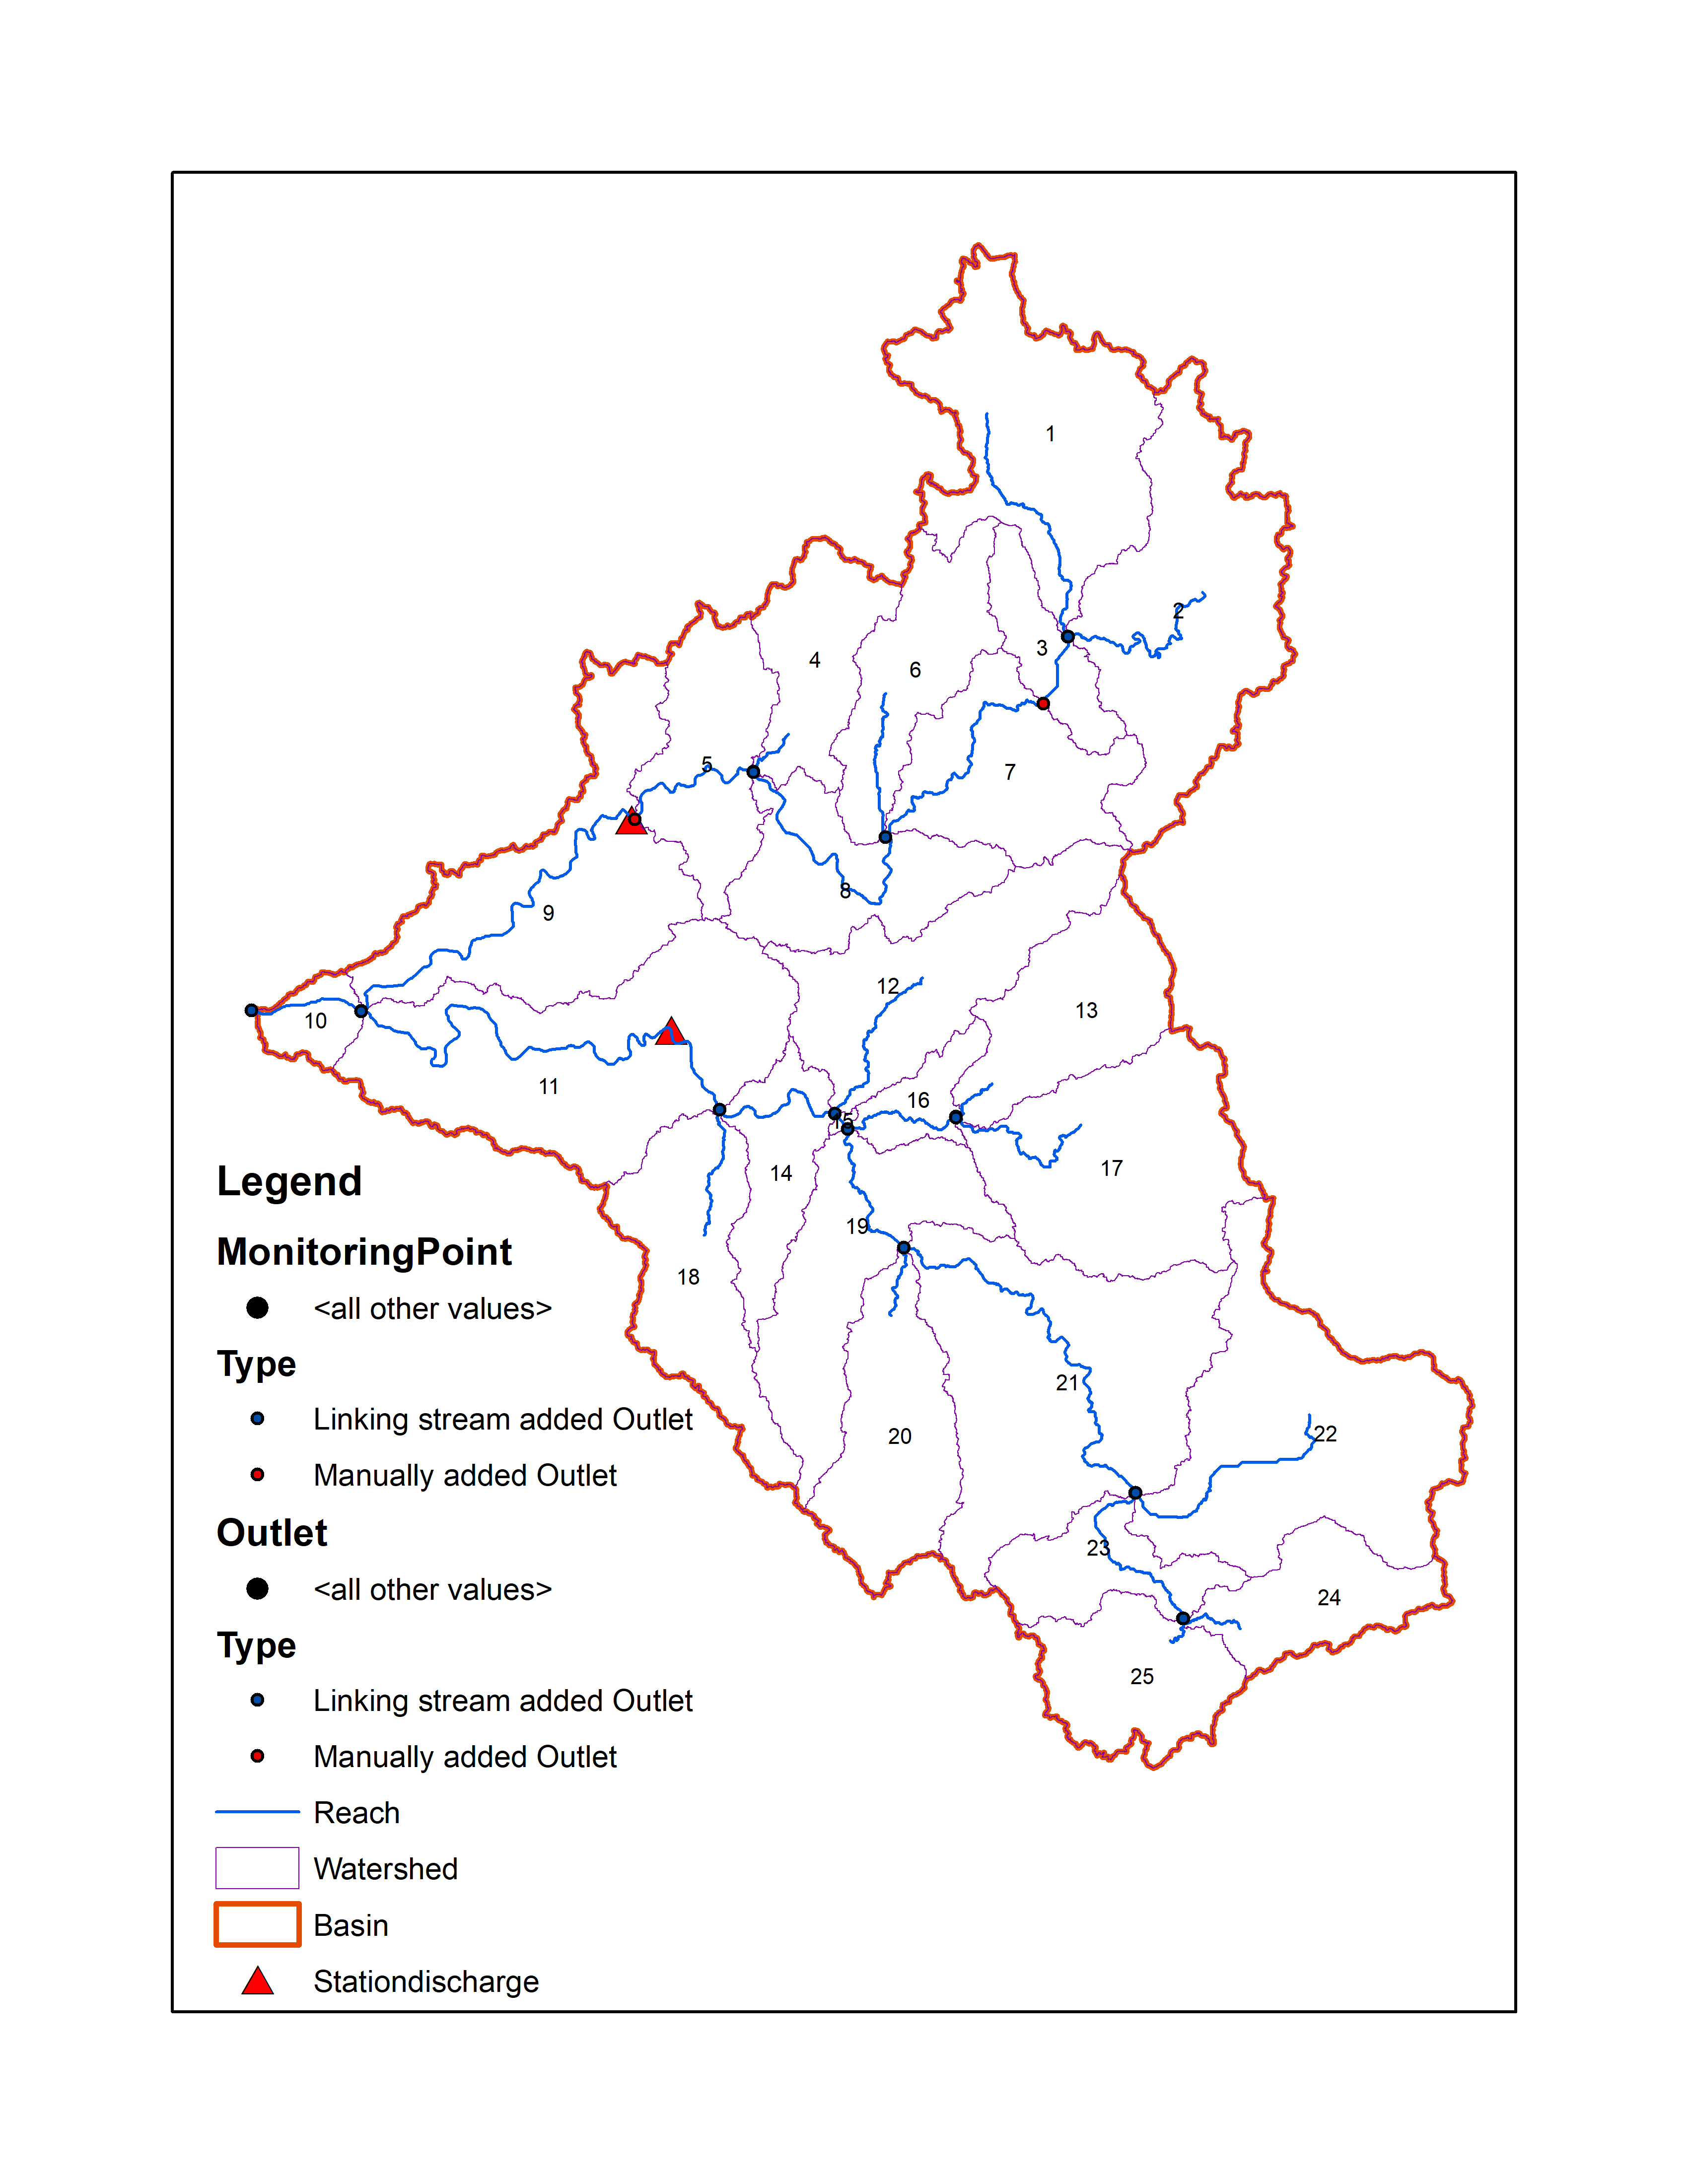 1
2
3
4
6
5
7
8
9
12
13
10
11
16
15
14
17
19
18
21
20
22
23
24
25
Legend
MonitoringPoint
<all other values>
Type
Linking stream added Outlet
Manually added Outlet
Outlet
<all other values>
Type
Linking stream added Outlet
Manually added Outlet
Reach
Watershed
Basin
Stationdischarge